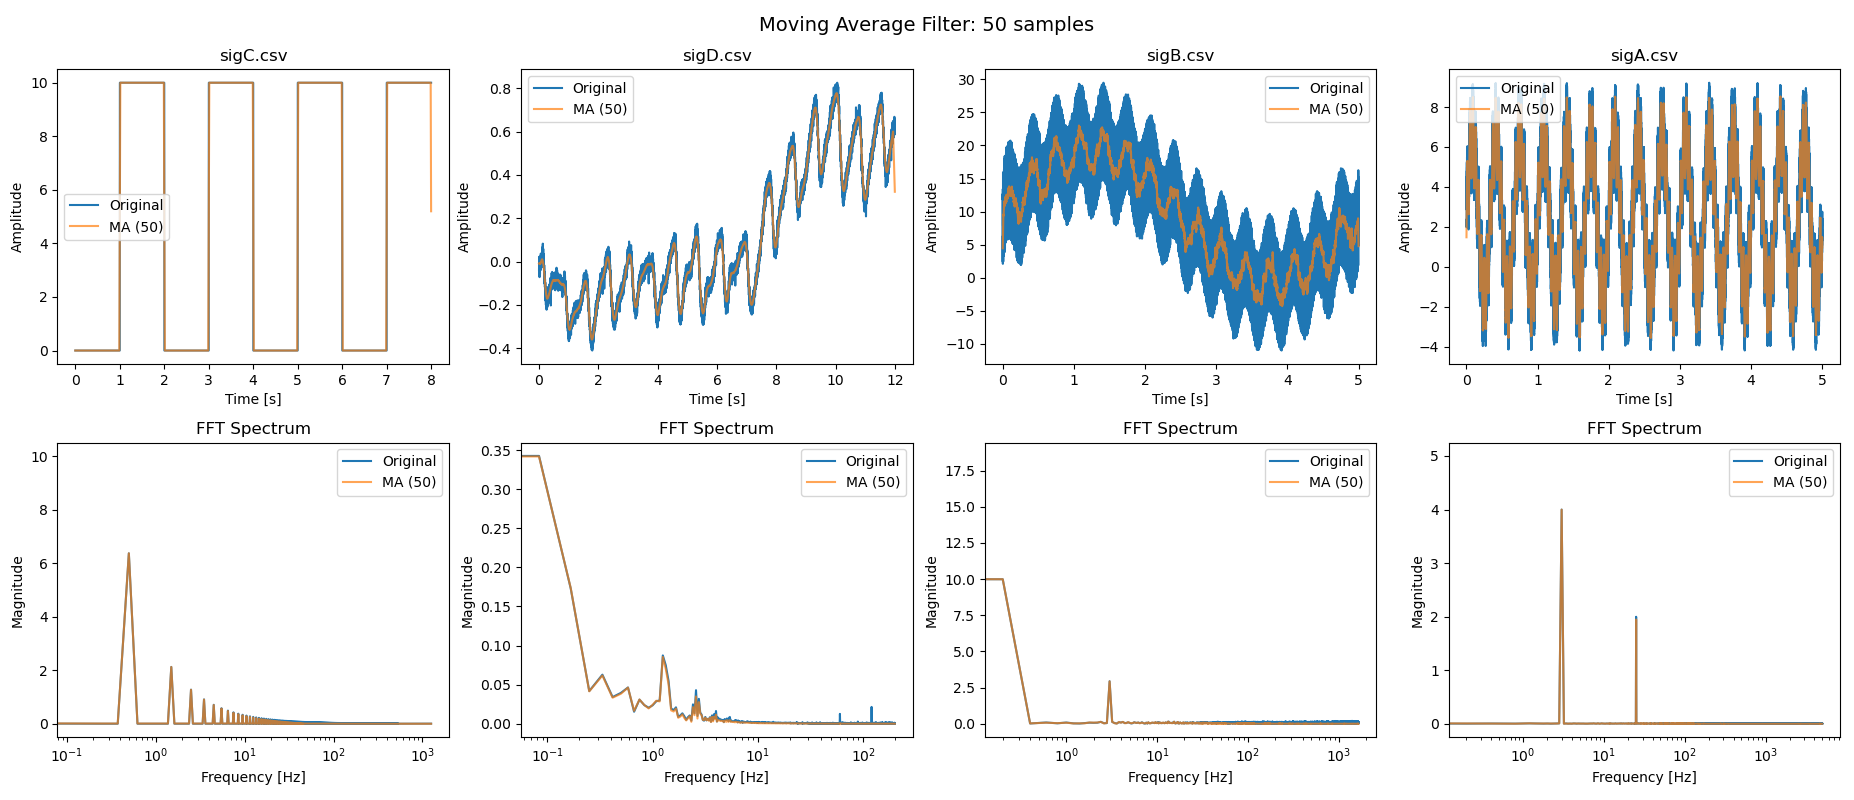 Moving Average Filter: 50 samples
sigC.csv
Amplitude
10
8
6
4
2
0
Original
MA (50)
0 1 2 3 4 5 6 7 8
Time [s]
sigD.csv
Amplitude
0.8
0.6
0.4
0.2
0.0
−0.2
−0.4
Original
MA (50)
0 2 4 6 8 10 12
Time [s]
sigB.csv
Amplitude
30
25
20
15
10
5
0
−5
−10
Original
MA (50)
0 1 2 3 4 5
Time [s]
sigA.csv
Amplitude
8
6
4
2
0
−2
−4
Original
MA (50)
0 1 2 3 4 5
Time [s]
FFT Spectrum
Magnitude
10
8
6
4
2
0
Original
MA (50)
10⁻¹ 10⁰ 10¹ 10² 10³
Frequency [Hz]
FFT Spectrum
Magnitude
0.35
0.30
0.25
0.20
0.15
0.10
0.05
0.00
Original
MA (50)
10⁻¹ 10⁰ 10¹ 10²
Frequency [Hz]
FFT Spectrum
Magnitude
17.5
15.0
12.5
10.0
7.5
5.0
2.5
0.0
Original
MA (50)
10⁰ 10¹ 10² 10³
Frequency [Hz]
FFT Spectrum
Magnitude
5
4
3
2
1
0
Original
MA (50)
10⁰ 10¹ 10² 10³
Frequency [Hz]